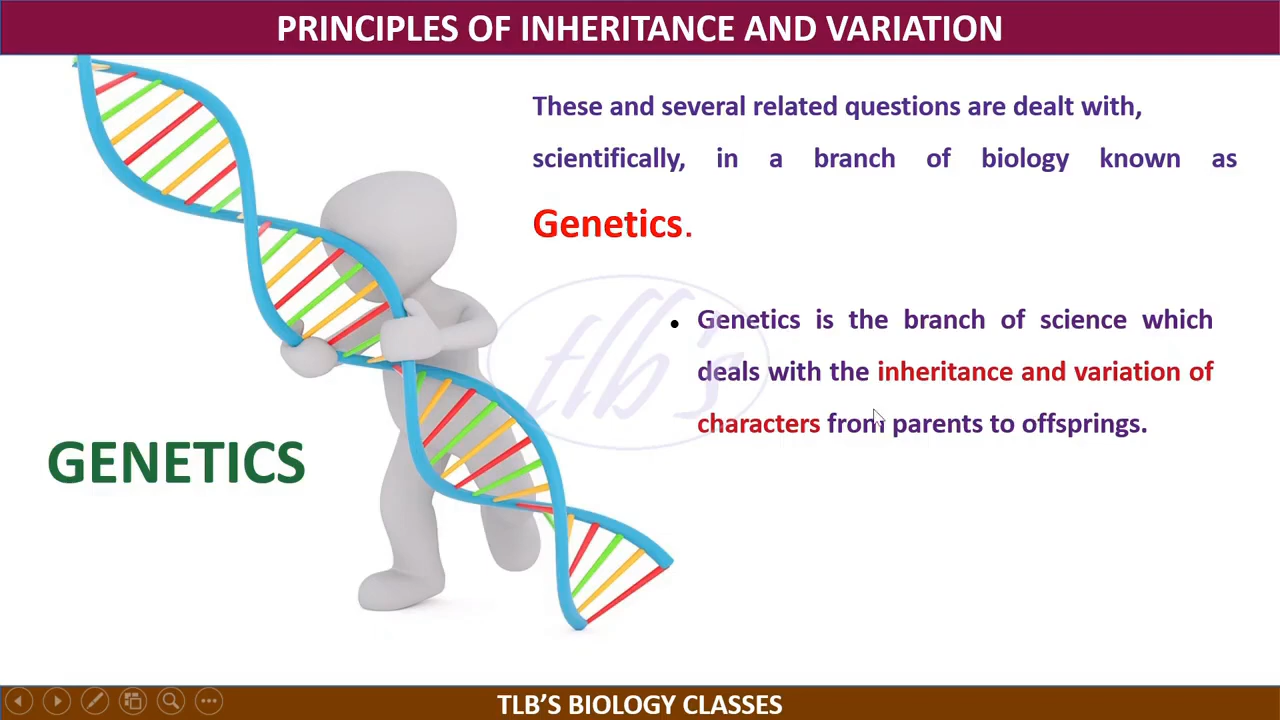 PRINCIPLES OF INHERITANCE AND VARIATION
These and several related questions are dealt with,
scientifically, in a branch of biology known as
Genetics.
• Genetics is the branch of science which
deals with the inheritance and variation of
characters from parents to offsprings.
tlb's
GENETICS
TLB’S BIOLOGY CLASSES